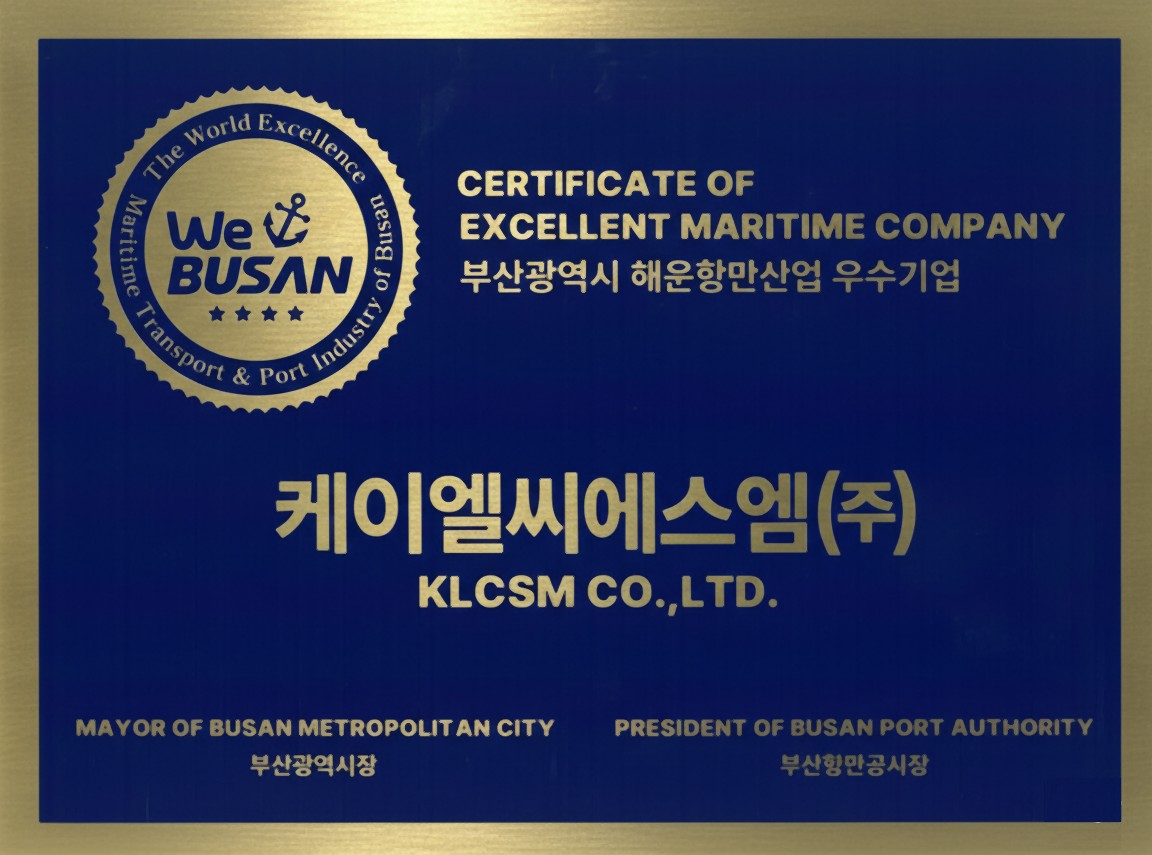 The World Excellence
Maritime Transport & Port Industry of Busan
We
BUSAN
CERTIFICATE OF
EXCELLENT MARITIME COMPANY
부산광역시 해운항만산업 우수기업
케이엘씨에스엠(주)
KLCSM CO.,LTD.
MAYOR OF BUSAN METROPOLITAN CITY
부산광역시장
PRESIDENT OF BUSAN PORT AUTHORITY
부산항만공시장